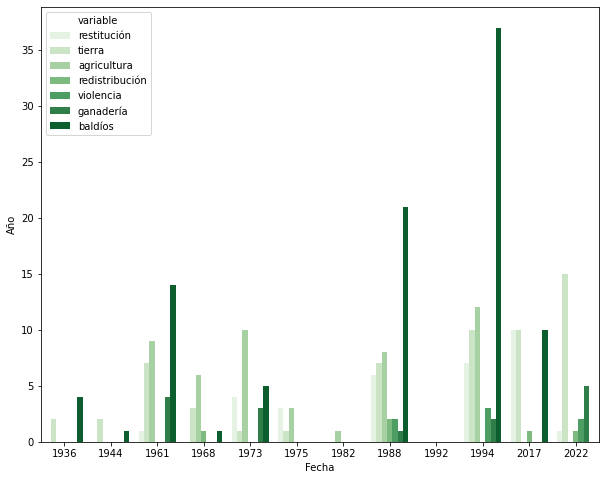 variable
restitución
tierra
agricultura
redistribución
violencia
ganadería
baldíos
35
30
25
20
15
10
5
0
Año
1936 1944 1961 1968 1973 1975 1982 1988 1992 1994 2017 2022
Fecha